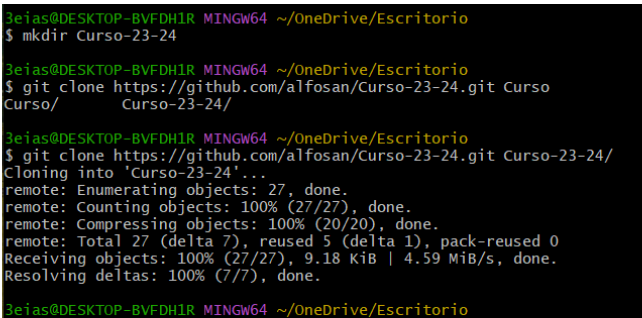 3eias@DESKTOP-BVFDH1R MINGW64 ~/OneDrive/Escritorio
$ mkdir Curso-23-24
3eias@DESKTOP-BVFDH1R MINGW64 ~/OneDrive/Escritorio
$ git clone https://github.com/alfosan/Curso-23-24.git Curso
Curso/       Curso-23-24/
3eias@DESKTOP-BVFDH1R MINGW64 ~/OneDrive/Escritorio
$ git clone https://github.com/alfosan/Curso-23-24.git Curso-23-24/
Cloning into 'Curso-23-24'...
remote: Enumerating objects: 27, done.
remote: Counting objects: 100% (27/27), done.
remote: Compressing objects: 100% (20/20), done.
remote: Total 27 (delta 7), reused 5 (delta 1), pack-reused 0
Receiving objects: 100% (27/27), 9.18 KiB | 4.59 MiB/s, done.
Resolving deltas: 100% (7/7), done.
3eias@DESKTOP-BVFDH1R MINGW64 ~/OneDrive/Escritorio